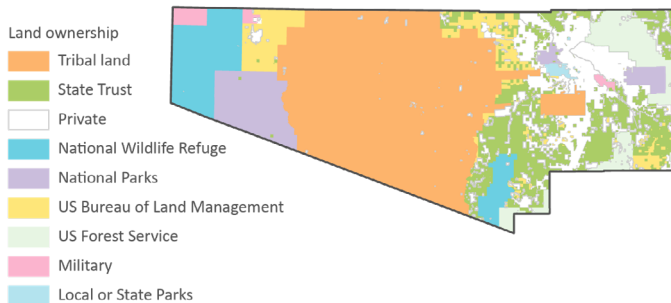 Land ownership
Tribal land
State Trust
Private
National Wildlife Refuge
National Parks
US Bureau of Land Management
US Forest Service
Military
Local or State Parks